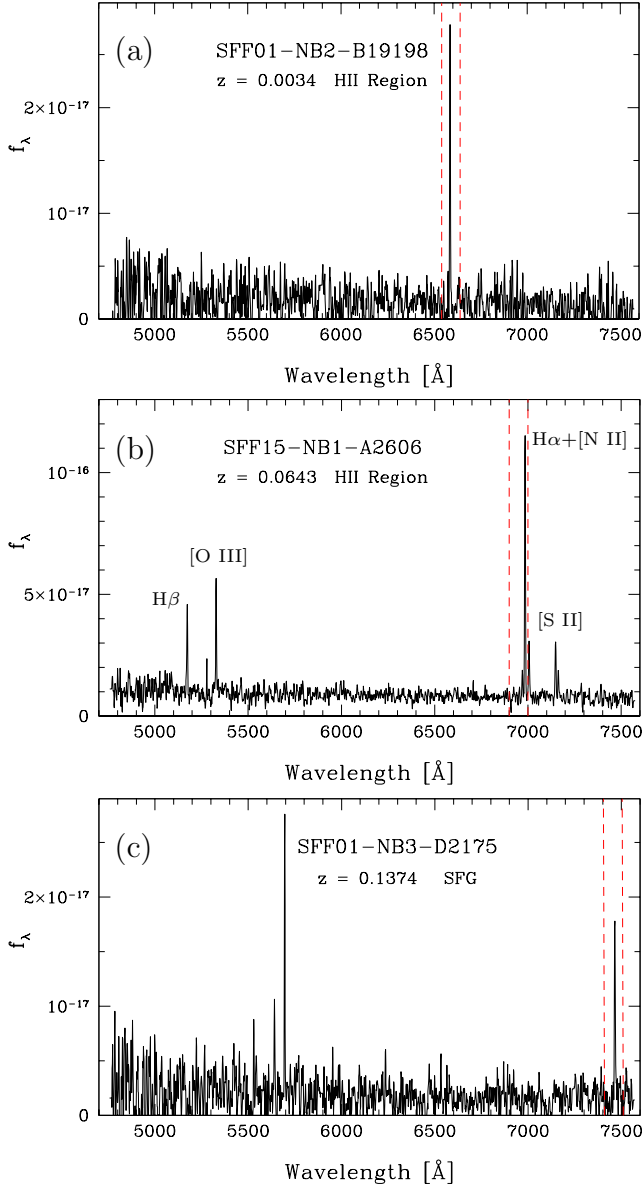 (a)
SFF01-NB2-B19198
z = 0.0034 HII Region
2×10⁻¹⁷
10⁻¹⁷
0
f_λ
5000 5500 6000 6500 7000 7500
Wavelength [Å]
(b)
SFF15-NB1-A2606
z = 0.0643 HII Region
Hα+[N II]
[O III]
Hβ
[S II]
10⁻¹⁶
5×10⁻¹⁷
0
f_λ
5000 5500 6000 6500 7000 7500
Wavelength [Å]
(c)
SFF01-NB3-D2175
z = 0.1374 SFG
2×10⁻¹⁷
10⁻¹⁷
0
f_λ
5000 5500 6000 6500 7000 7500
Wavelength [Å]